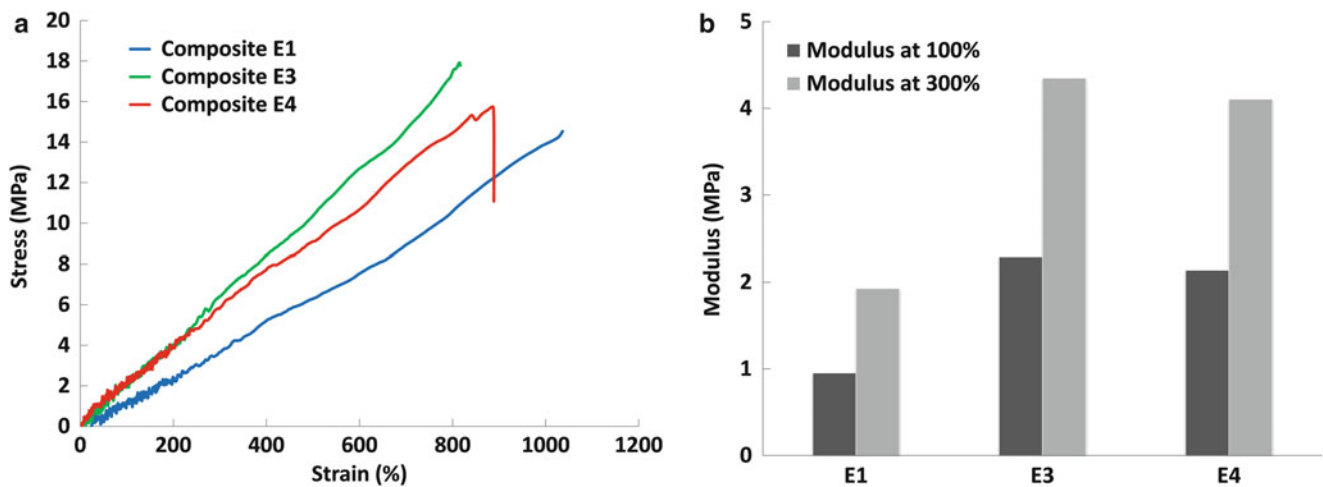 a
20
18
16
14
12
10
8
6
4
2
0
Stress (MPa)
Composite E1
Composite E3
Composite E4
0 200 400 600 800 1000 1200
Strain (%)
b
5
4
3
2
1
0
Modulus (MPa)
Modulus at 100%
Modulus at 300%
E1 E3 E4